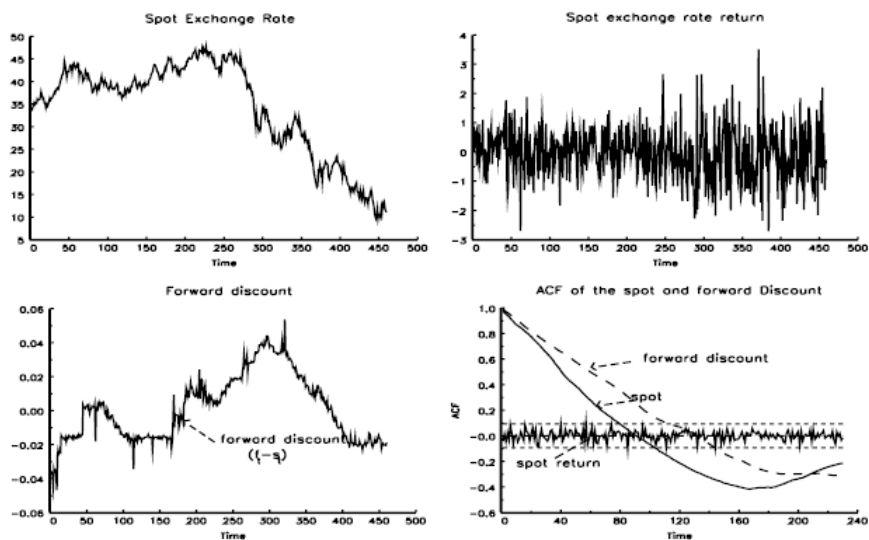 Spot Exchange Rate
50
45
40
35
30
25
20
15
10
5
0 50 100 150 200 250 300 350 400 450 500
Time
Spot exchange rate return
4
3
2
1
0
-1
-2
-3
0 50 100 150 200 250 300 350 400 450 500
Time
Forward discount
0.06
0.04
0.02
0.00
-0.02
-0.04
-0.06
forward discount
(f-s)
0 50 100 150 200 250 300 350 400 450 500
Time
ACF of the spot and forward Discount
ACF
1.0
0.8
0.6
0.4
0.2
-0.0
-0.2
-0.4
-0.6
forward discount
spot
spot return
0 40 80 120 160 200 230
Time